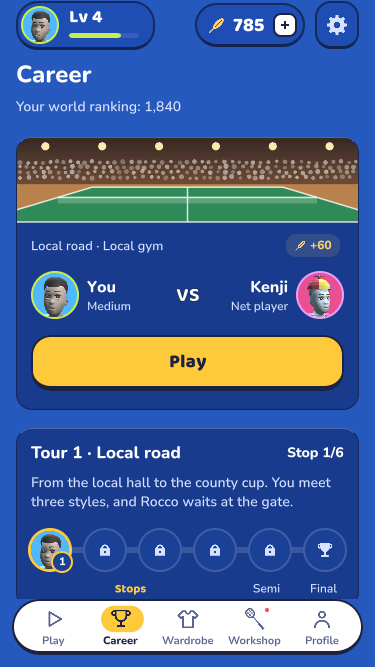 Lv 4
785
+
Career
Your world ranking: 1,840
Local road · Local gym
+60
You
Medium
VS
Kenji
Net player
Play
Tour 1 · Local road
Stop 1/6
From the local hall to the county cup. You meet
three styles, and Rocco waits at the gate.
1
Stops
Semi
Final
Play
Career
Wardrobe
Workshop
Profile